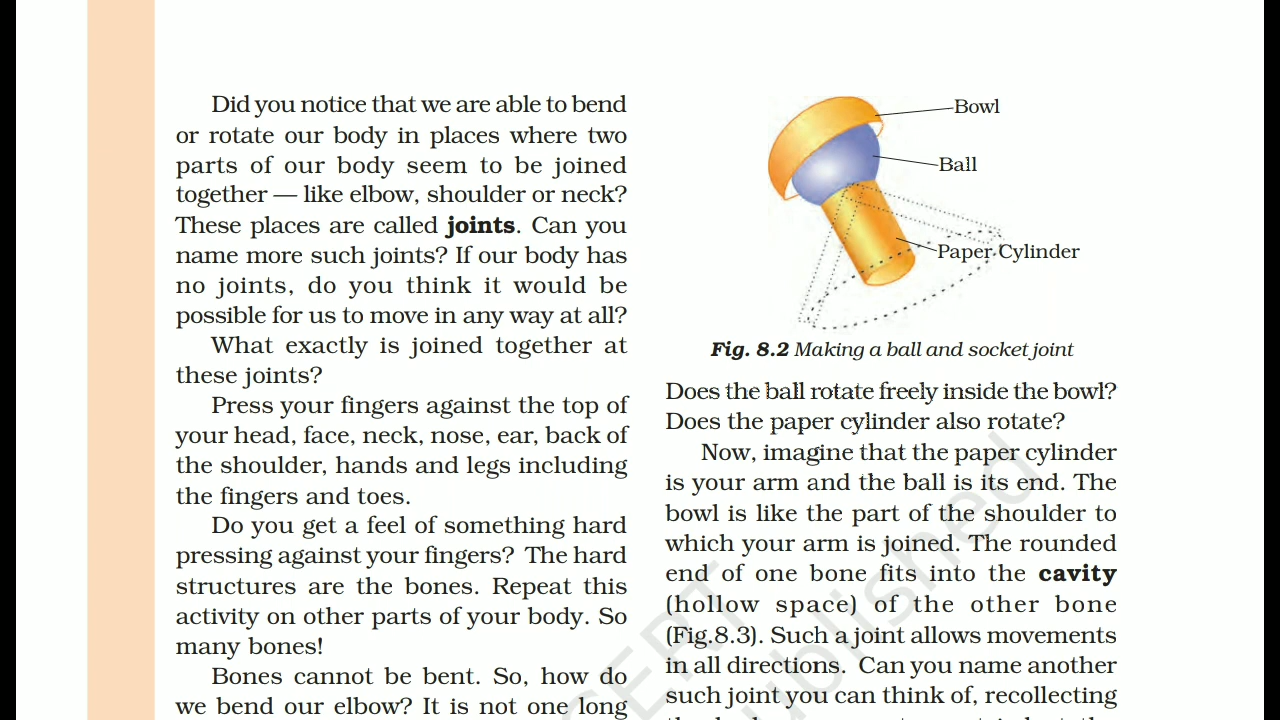 Did you notice that we are able to bend
or rotate our body in places where two
parts of our body seem to be joined
together — like elbow, shoulder or neck?
These places are called joints. Can you
name more such joints? If our body has
no joints, do you think it would be
possible for us to move in any way at all?
What exactly is joined together at
these joints?
Press your fingers against the top of
your head, face, neck, nose, ear, back of
the shoulder, hands and legs including
the fingers and toes.
Do you get a feel of something hard
pressing against your fingers? The hard
structures are the bones. Repeat this
activity on other parts of your body. So
many bones!
Bones cannot be bent. So, how do
we bend our elbow? It is not one long
Bowl
Ball
Paper Cylinder
Fig. 8.2 Making a ball and socket joint
Does the ball rotate freely inside the bowl?
Does the paper cylinder also rotate?
Now, imagine that the paper cylinder
is your arm and the ball is its end. The
bowl is like the part of the shoulder to
which your arm is joined. The rounded
end of one bone fits into the cavity
(hollow space) of the other bone
(Fig.8.3). Such a joint allows movements
in all directions. Can you name another
such joint you can think of, recollecting